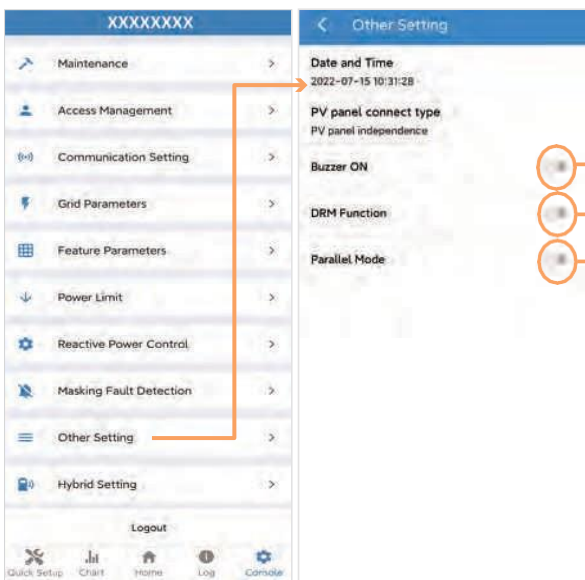 XXXXXXXX
Maintenance
Access Management
Communication Setting
Grid Parameters
Feature Parameters
Power Limit
Reactive Power Control
Masking Fault Detection
Other Setting
Hybrid Setting
Logout
Quick Setup
Chart
Home
Log
Console
Other Setting
Date and Time
2022-07-15 10:31:28
PV panel connect type
PV panel independence
Buzzer ON
DRM Function
Parallel Mode